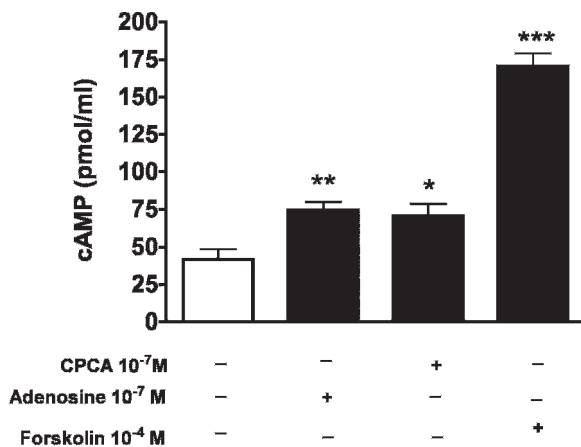 200
175
150
125
100
75
50
25
0
cAMP (pmol/ml)
** * ***
CPCA 10⁻⁷M – – + –
Adenosine 10⁻⁷ M – + – –
Forskolin 10⁻⁴ M – – – +